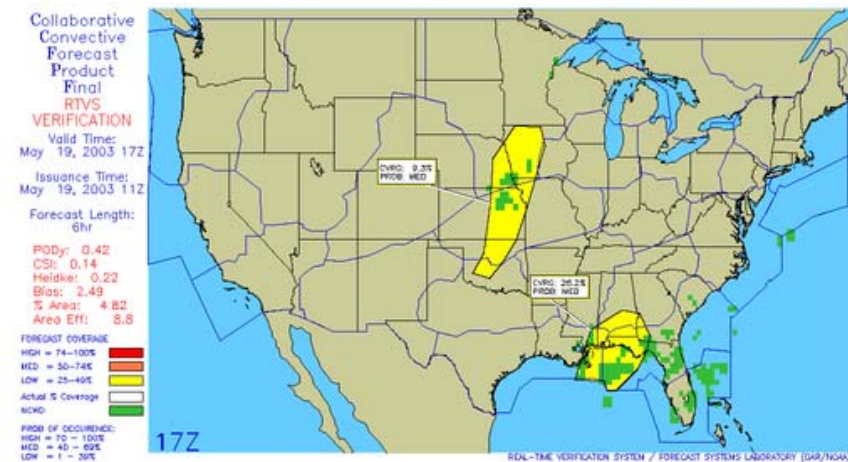 Collaborative
Convective
Forecast
Product
Final
RTVS
VERIFICATION
Valid Time:
May 19, 2003 17Z
Issuance Time:
May 19, 2003 11Z
Forecast Length:
6hr
PODy: 0.42
CSI: 0.14
Heidke: 0.22
Bias: 2.49
% Area: 4.82
Area Eff: 8.8
FORECAST COVERAGE
HIGH = 74-100%
MED = 50-74%
LOW = 25-49%
Actual % Coverage
NCWD
PROB OF OCCURENCE:
HIGH = 70 - 100%
MED = 40 - 69%
LOW = 1 - 39%
CVRG: 9.3%
PROB: MED
CVRG: 26.2%
PROB: MED
17Z
REAL-TIME VERIFICATION SYSTEM / FORECAST SYSTEMS LABORATORY (OAR/NOAA)